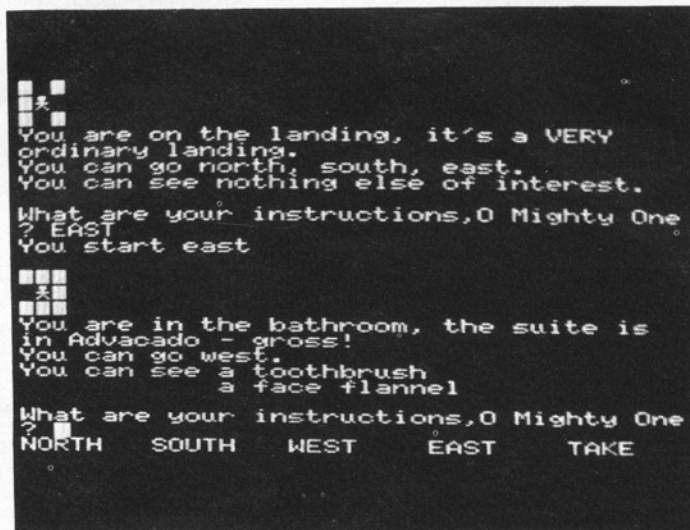 You are on the landing, it's a VERY
ordinary landing.
You can go north, south, east.
You can see nothing else of interest.
What are your instructions,O Mighty One
? EAST
You start east
You are in the bathroom, the suite is
in Advacado - gross!
You can go west.
You can see a toothbrush
a face flannel
What are your instructions,O Mighty One
?
NORTH SOUTH WEST EAST TAKE